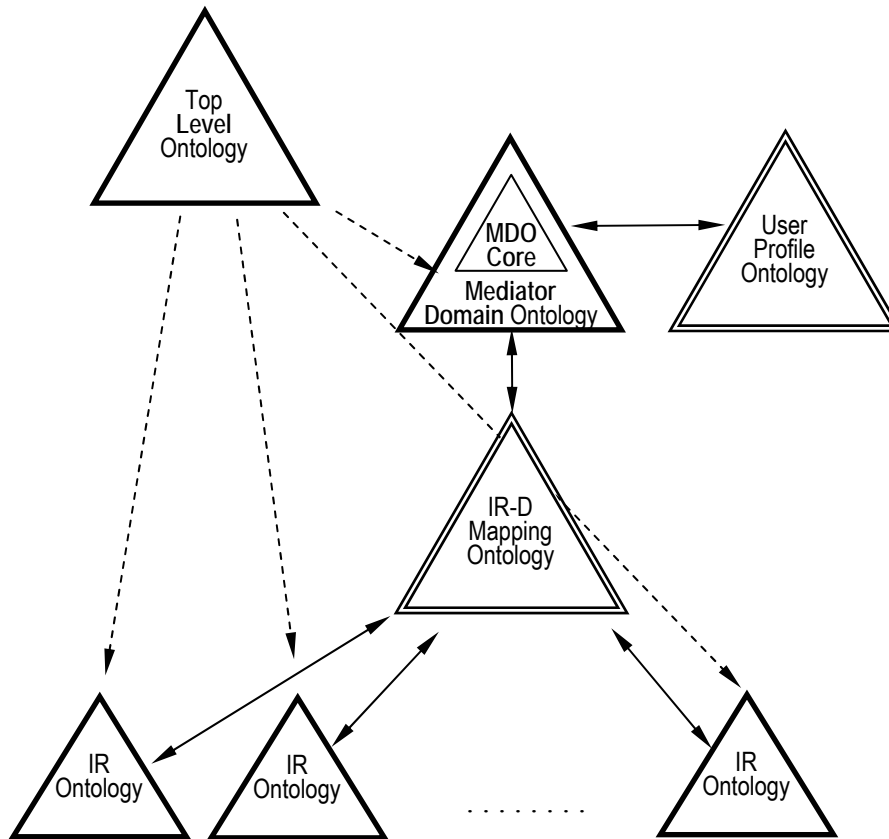 Top
Level
Ontology
MDO
Core
Mediator
Domain Ontology
User
Profile
Ontology
IR-D
Mapping
Ontology
IR
Ontology
IR
Ontology
. . . . . . .
IR
Ontology